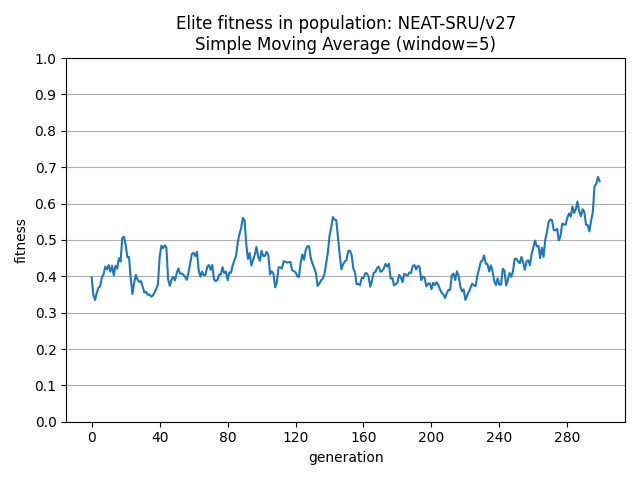 Elite fitness in population: NEAT-SRU/v27
Simple Moving Average (window=5)
1.0
0.9
0.8
0.7
0.6
0.5
0.4
0.3
0.2
0.1
0.0
fitness
0 40 80 120 160 200 240 280
generation